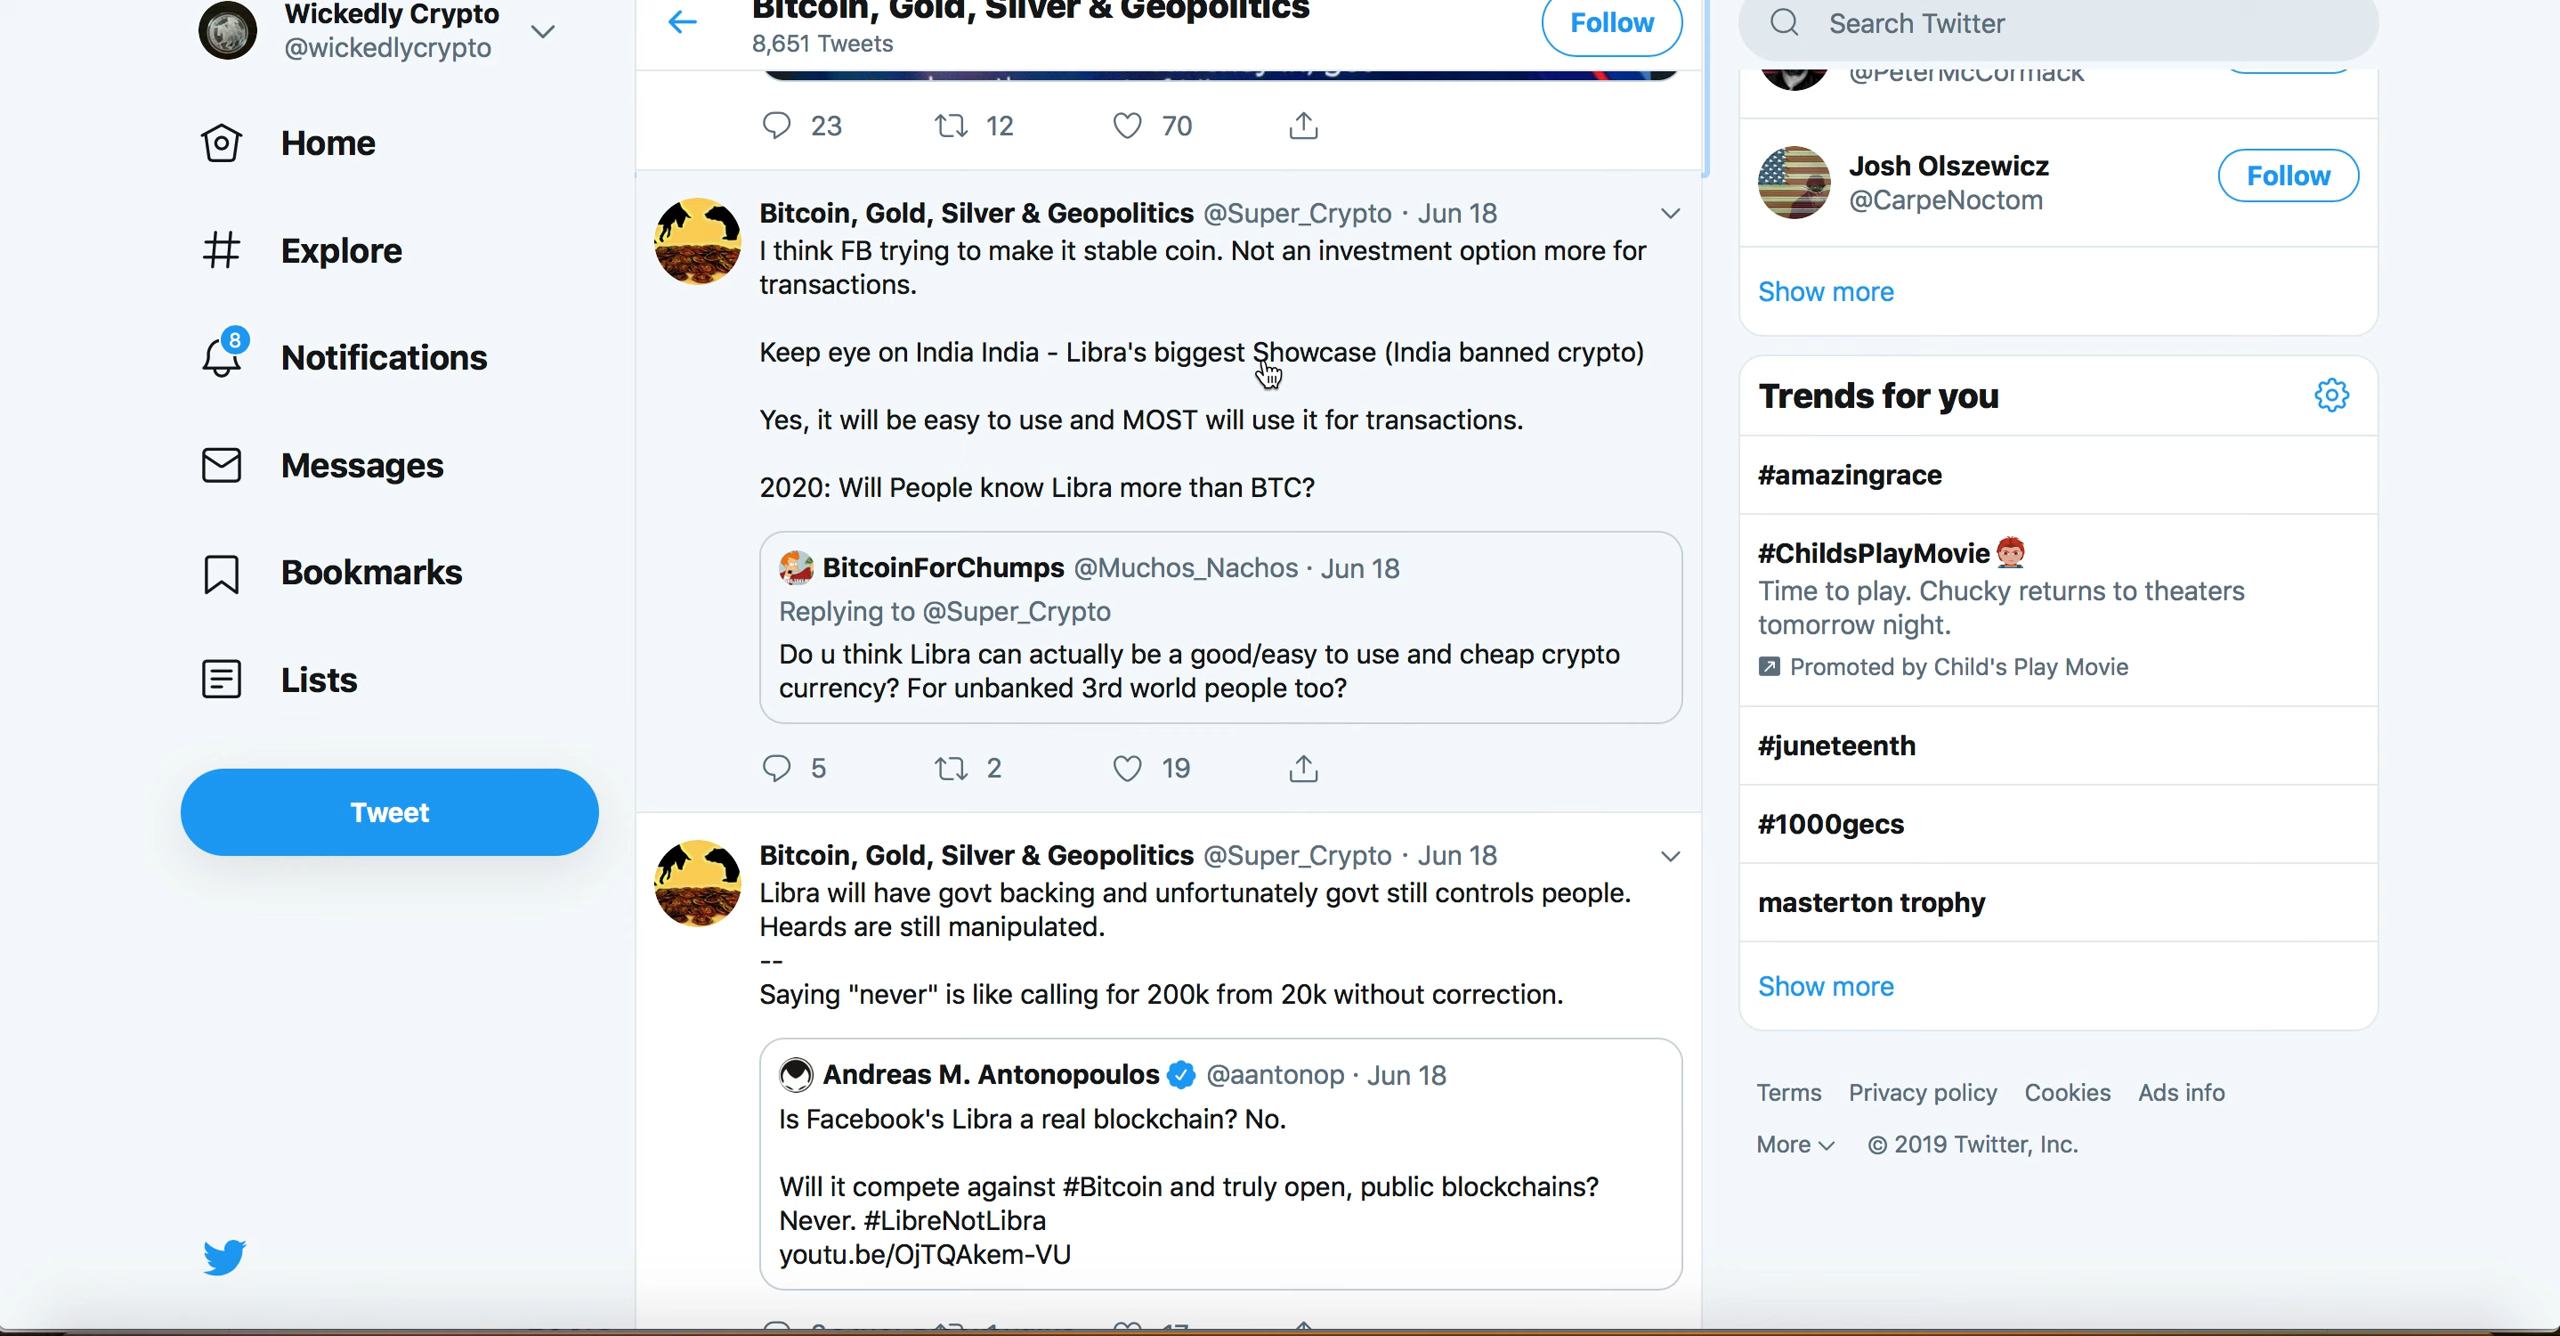 Wickedly Crypto
@wickedlycrypto
Home
Explore
8
Notifications
Messages
Bookmarks
Lists
Tweet
Bitcoin, Gold, Silver & Geopolitics
8,651 Tweets
Follow
23 12 70
Bitcoin, Gold, Silver & Geopolitics @Super_Crypto · Jun 18
I think FB trying to make it stable coin. Not an investment option more for
transactions.
Keep eye on India India - Libra's biggest Showcase (India banned crypto)
Yes, it will be easy to use and MOST will use it for transactions.
2020: Will People know Libra more than BTC?
BitcoinForChumps @Muchos_Nachos · Jun 18
Replying to @Super_Crypto
Do u think Libra can actually be a good/easy to use and cheap crypto
currency? For unbanked 3rd world people too?
5 2 19
Bitcoin, Gold, Silver & Geopolitics @Super_Crypto · Jun 18
Libra will have govt backing and unfortunately govt still controls people.
Heards are still manipulated.
--
Saying "never" is like calling for 200k from 20k without correction.
Andreas M. Antonopoulos @aantonop · Jun 18
Is Facebook's Libra a real blockchain? No.
Will it compete against #Bitcoin and truly open, public blockchains?
Never. #LibreNotLibra
youtu.be/OjTQAkem-VU
Search Twitter
@PeterMcCormack
Josh Olszewicz
@CarpeNoctom
Follow
Show more
Trends for you
#amazingrace
#ChildsPlayMovie
Time to play. Chucky returns to theaters
tomorrow night.
Promoted by Child's Play Movie
#juneteenth
#1000gecs
masterton trophy
Show more
Terms Privacy policy Cookies Ads info
More © 2019 Twitter, Inc.